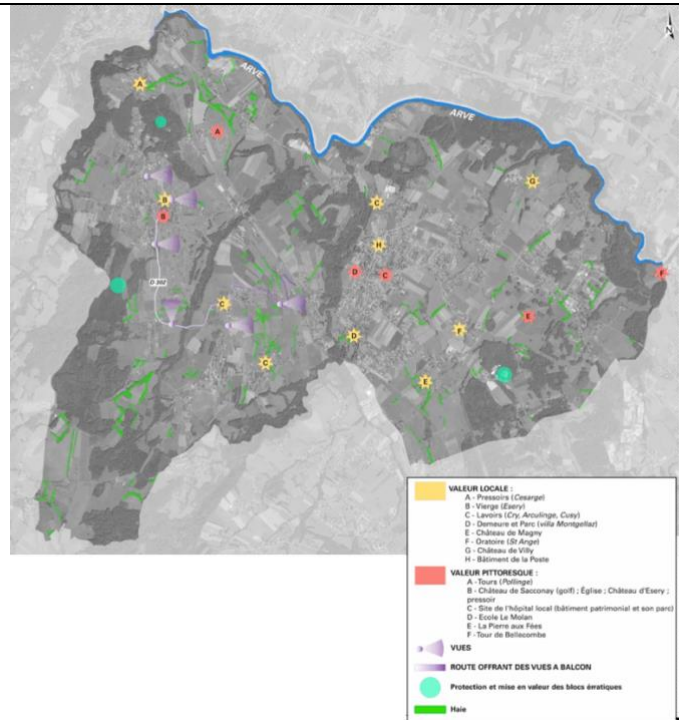 N
ARVE
ARVE
A
A
G
B
C
B
H
F
D
C
D 202
C
E
F
D
C
E
VALEUR LOCALE :
A - Pressoirs (Cesarge)
B - Vierge (Esery)
C - Lavoirs (Cry, Arculinge, Cusy)
D - Demeure et Parc (villa Montgellaz)
E - Château de Magny
F - Oratoire (St Ange)
G - Château de Villy
H - Bâtiment de la Poste
VALEUR PITTORESQUE :
A - Tours (Pollinge)
B - Château de Sacconay (golf) ; Église ; Château d'Esery ;
pressoir
C - Site de l'hôpital local (bâtiment patrimonial et son parc)
D - Ecole Le Molan
E - La Pierre aux Fées
F - Tour de Bellecombe
VUES
ROUTE OFFRANT DES VUES A BALCON
Protection et mise en valeur des blocs érratiques
Haie